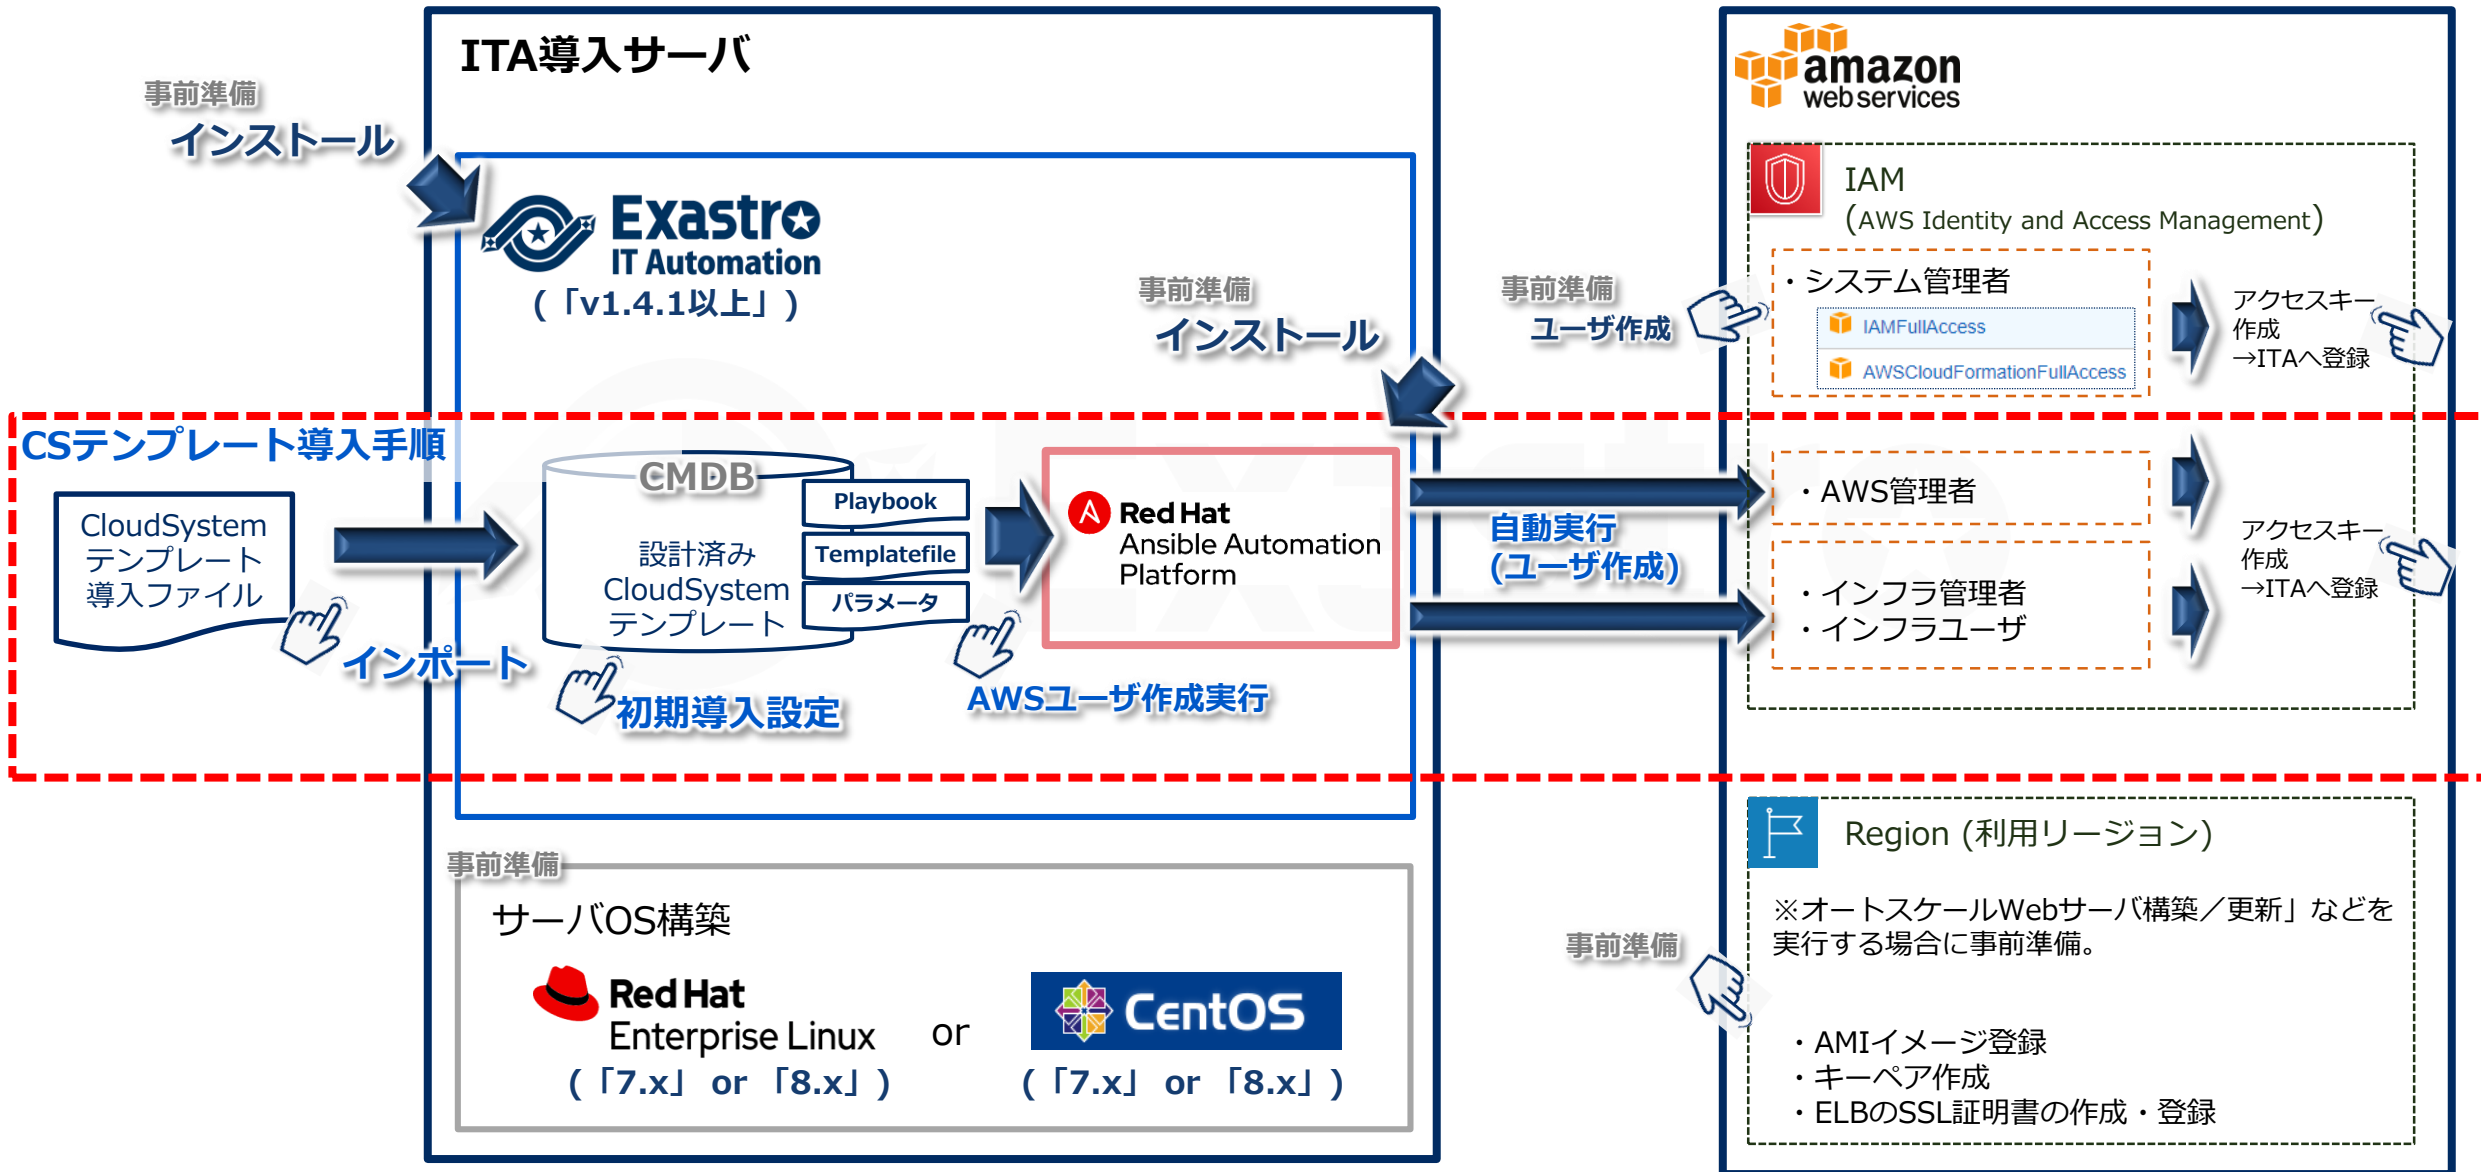 ITA導入サーバ
事前準備
インストール
Exastro
IT Automation
(「v1.4.1以上」)
事前準備
インストール
CSテンプレート導入手順
CloudSystem
テンプレート
導入ファイル
インポート
CMDB
設計済み
CloudSystem
テンプレート
Playbook
Templatefile
パラメータ
初期導入設定
AWSユーザ作成実行
Red Hat
Ansible Automation
Platform
自動実行
(ユーザ作成)
事前準備
サーバOS構築
Red Hat
Enterprise Linux
(「7.x」 or 「8.x」)
or
CentOS
(「7.x」 or 「8.x」)
amazon
web services
IAM
(AWS Identity and Access Management)
事前準備
ユーザ作成
・システム管理者
IAMFullAccess
AWSCloudFormationFullAccess
アクセスキー
作成
→ITAへ登録
・AWS管理者
・インフラ管理者
・インフラユーザ
アクセスキー
作成
→ITAへ登録
Region (利用リージョン)
※オートスケールWebサーバ構築／更新」などを
実行する場合に事前準備。
事前準備
・AMIイメージ登録
・キーペア作成
・ELBのSSL証明書の作成・登録